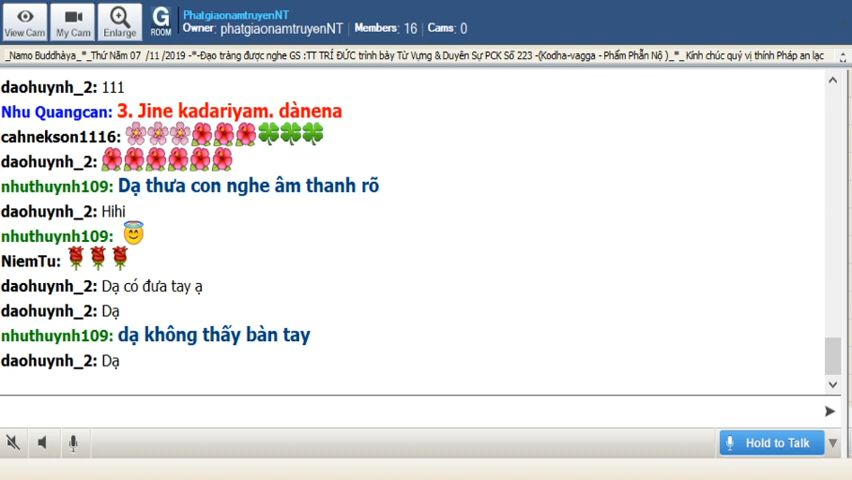 View Cam
My Cam
Enlarge
G
ROOM
PhatgiaonamtruyenNT
Owner: phatgiaonamtruyenNT | Members: 16 | Cams: 0
_Namo Buddhàya_*_Thứ Năm 07 /11 /2019 -*-Đạo tràng được nghe GS :TT TRÍ ĐỨC trình bày Từ Vựng & Duyên Sự PCK Số 223 -(Kodha-vagga - Phẩm Phẫn Nộ )_*_ Kính chúc quý vị thính Pháp an lạc
daohuynh_2: 111
Nhu Quangcan: 3. Jine kadariyaṃ. dànena
cahnekson1116:
daohuynh_2:
nhuthuynh109: Dạ thưa con nghe âm thanh rõ
daohuynh_2: Hihi
nhuthuynh109:
NiemTu:
daohuynh_2: Dạ có đưa tay ạ
daohuynh_2: Dạ
nhuthuynh109: dạ không thấy bàn tay
daohuynh_2: Dạ
Hold to Talk